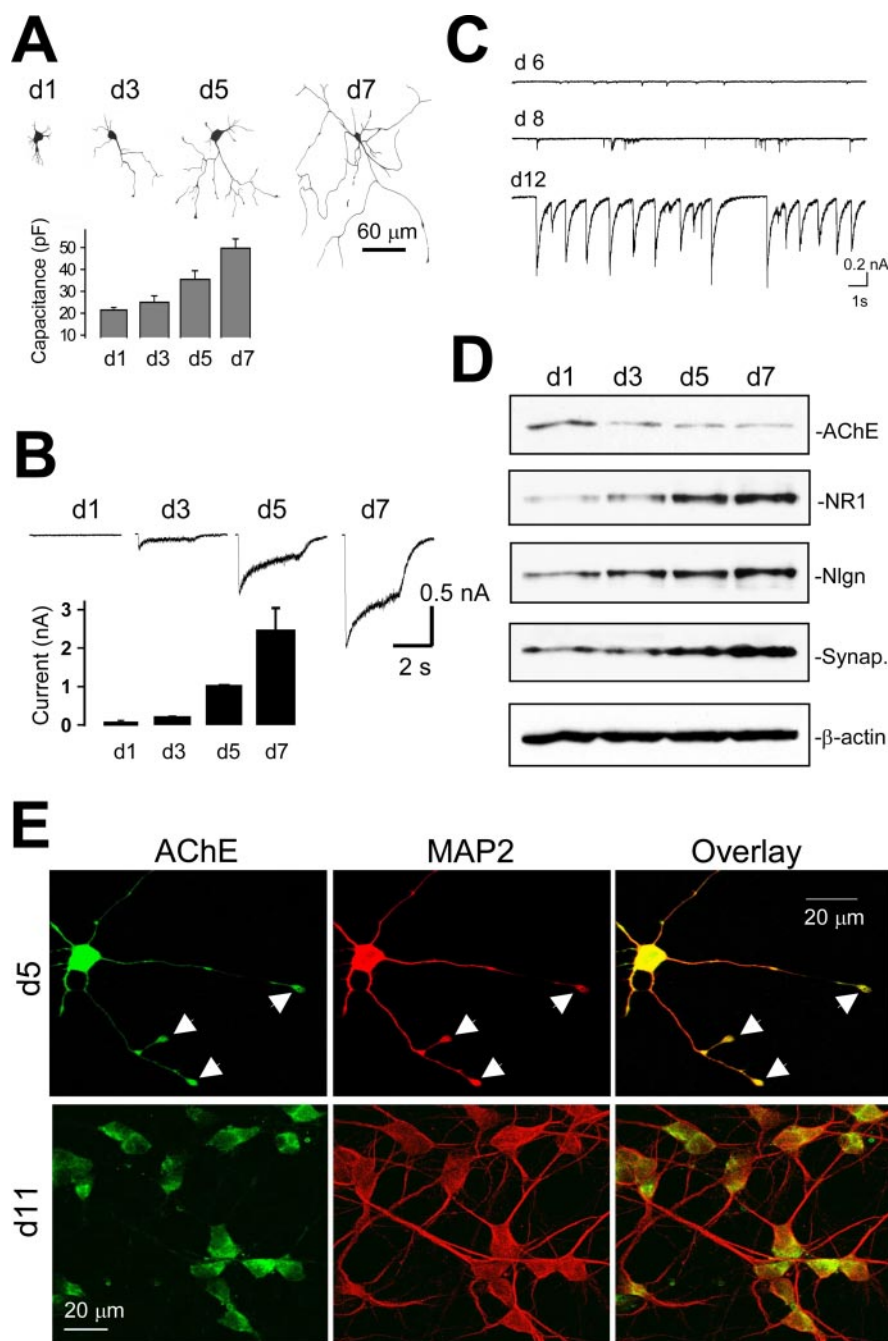 A
d1 d3 d5 d7
60 μm
Capacitance (pF)
50
40
30
20
10
d1 d3 d5 d7
B
d1 d3 d5 d7
0.5 nA
2 s
Current (nA)
3
2
1
0
d1 d3 d5 d7
C
d 6
d 8
d12
0.2 nA
1s
D
d1 d3 d5 d7
-AChE
-NR1
-Nlgn
-Synap.
-β-actin
E
AChE MAP2 Overlay
d5
20 μm
d11
20 μm